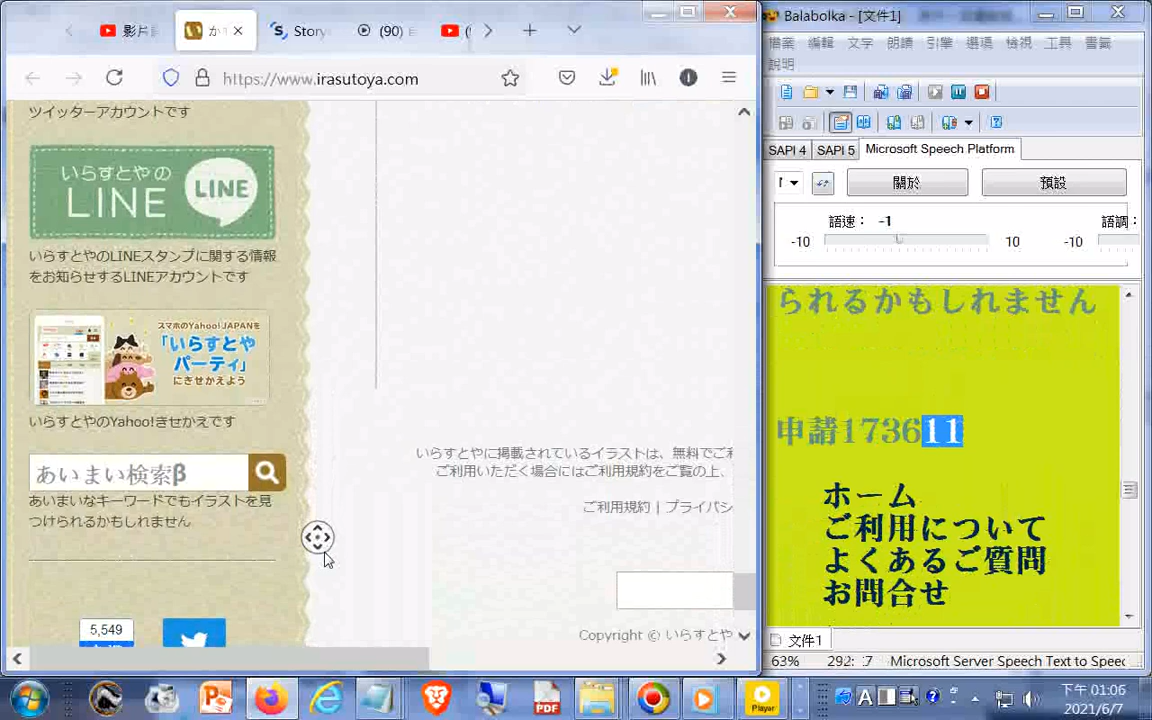 影片
か
Story
(90)
https://www.irasutoya.com
ツイッターアカウントです
いらすとやの
LINE
LINE
いらすとやのLINEスタンプに関する情報
をお知らせするLINEアカウントです
スマホのYahoo!JAPANを
「いらすとや
パーティ」
にきせかえよう
いらすとやのYahoo!きせかえです
あいまい検索β
あいまいなキーワードでもイラストを見
つけられるかもしれません
5,549
いらすとやに掲載されているイラストは、無料でご利
ご利用いただく場合にはご利用規約をご覧の上、
ご利用規約 | プライバシ
Copyright © いらすとや
Balabolka - [文件1]
檔案 編輯 文字 朗讀 引擎 選項 檢視 工具 書籤
說明
SAPI 4 SAPI 5 Microsoft Speech Platform
關於 預設
語速: -1 語調:
-10 10 -10
られるかもしれません
申請173611
ホーム
ご利用について
よくあるご質問
お問合せ
文件1
63% 292: :7 Microsoft Server Speech Text to Speec
PDF
Player
A
下午 01:06
2021/6/7